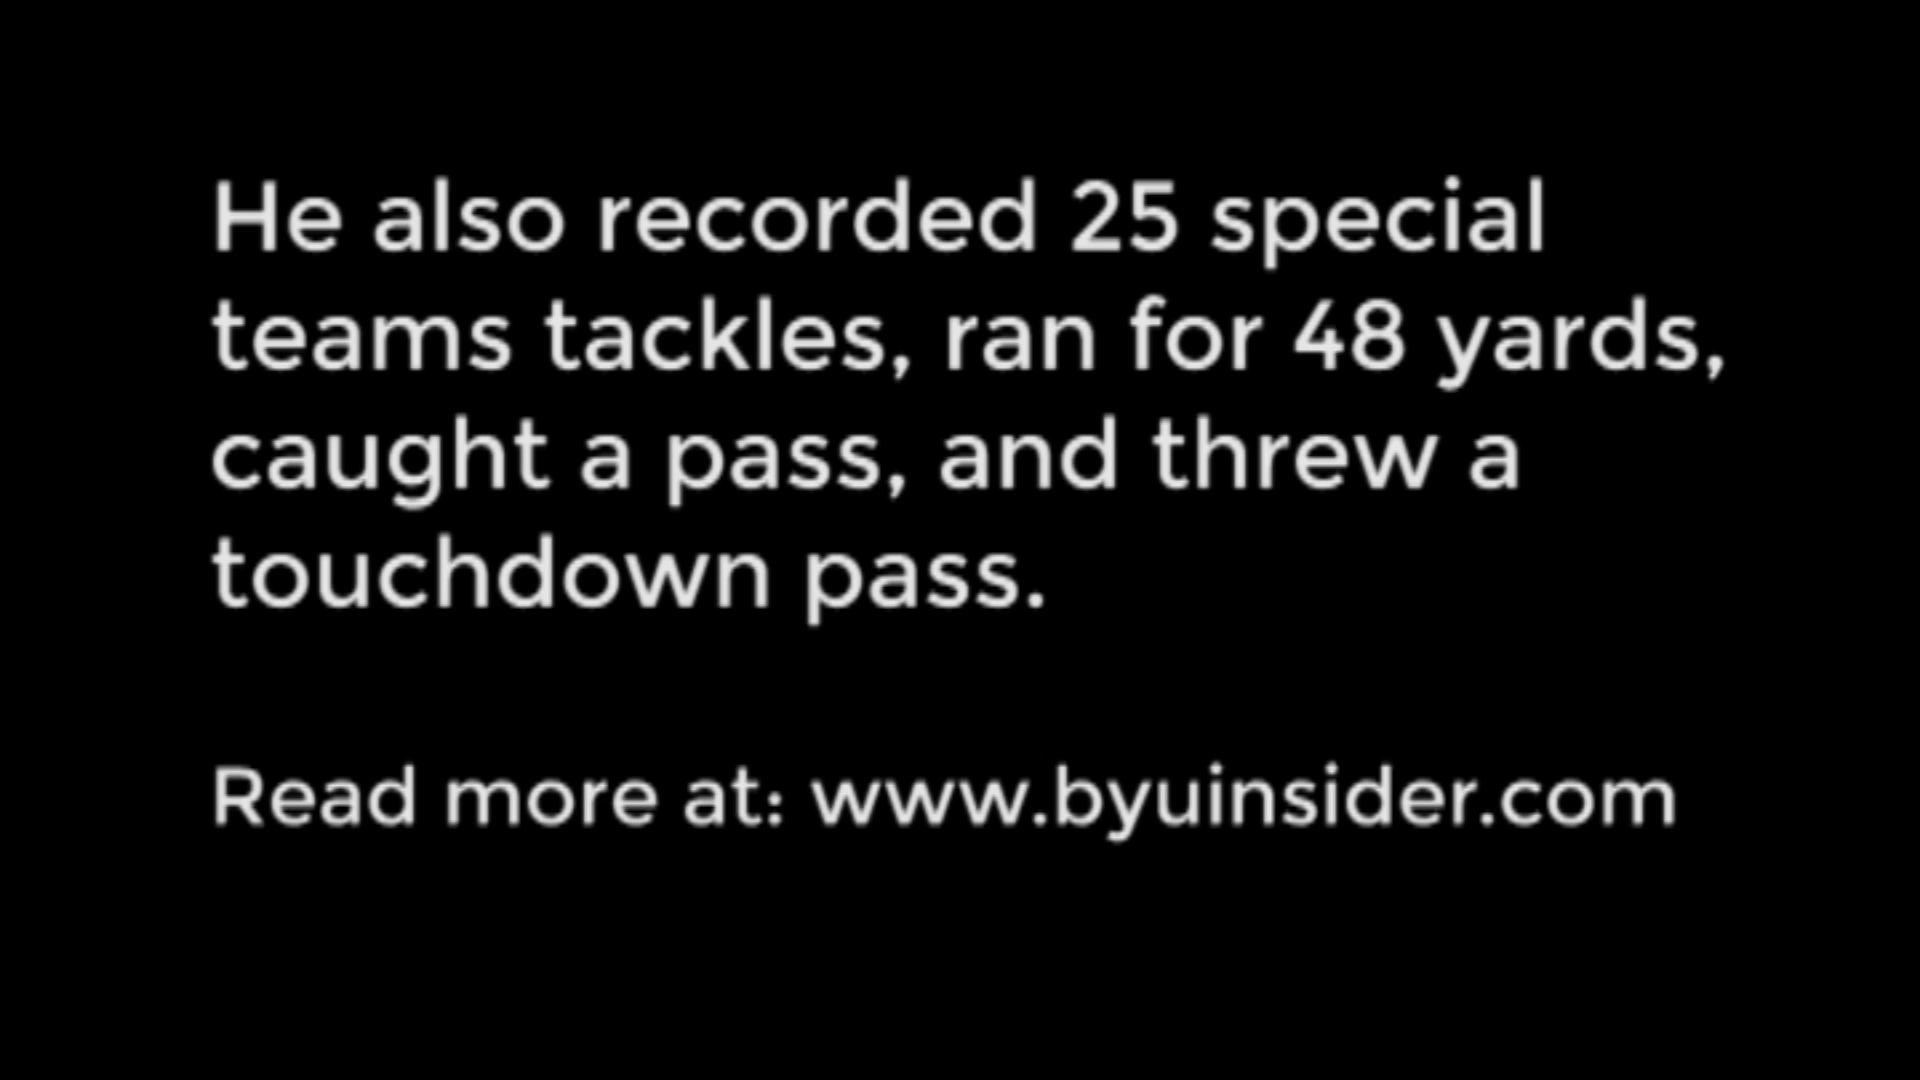 He also recorded 25 special
teams tackles, ran for 48 yards,
caught a pass, and threw a
touchdown pass.
Read more at: www.byuinsider.com